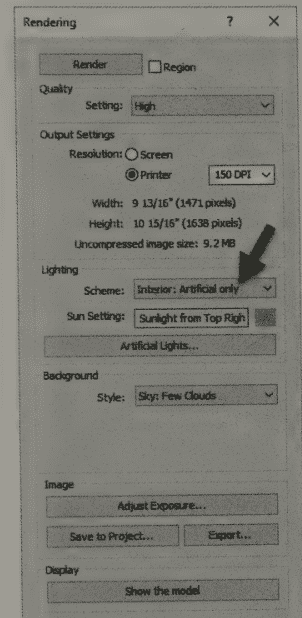 Rendering ? X
Render Region
Quality
Setting: High
Output Settings
Resolution: Screen
Printer 150 DPI
Width: 9 13/16" (1471 pixels)
Height: 10 15/16" (1638 pixels)
Uncompressed image size: 9.2 MB
Lighting
Scheme: Interior: Artificial only
Sun Setting: Sunlight from Top Righ
Artificial Lights...
Background
Style: Sky: Few Clouds
Image
Adjust Exposure...
Save to Project... Export...
Display
Show the model